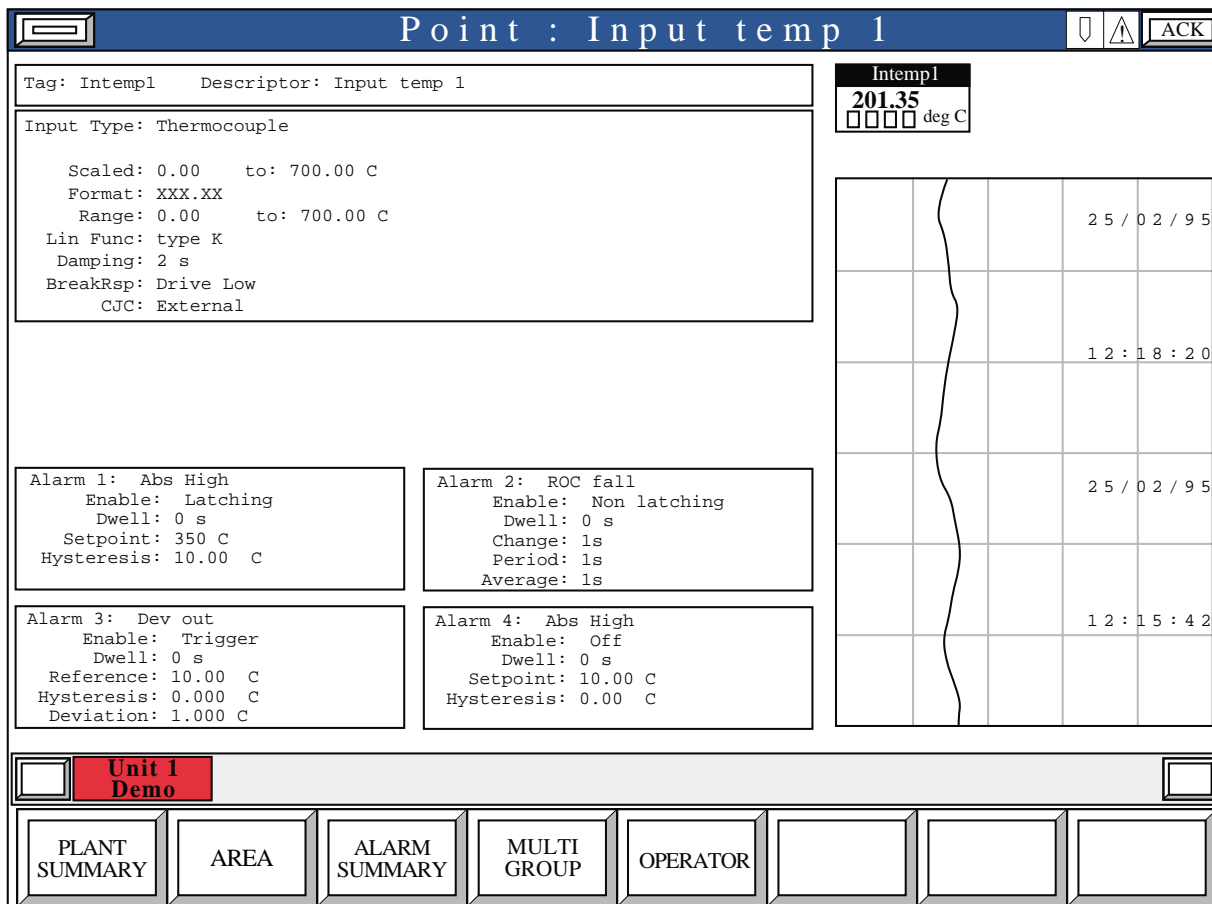 Point : Input temp 1
ACK
Tag: Intemp1 Descriptor: Input temp 1
Intemp1
201.35
deg C
Input Type: Thermocouple
Scaled: 0.00 to: 700.00 C
Format: XXX.XX
Range: 0.00 to: 700.00 C
Lin Func: type K
Damping: 2 s
BreakRsp: Drive Low
CJC: External
25/02/95
12:18:20
25/02/95
12:15:42
Alarm 1: Abs High
Enable: Latching
Dwell: 0 s
Setpoint: 350 C
Hysteresis: 10.00 C
Alarm 2: ROC fall
Enable: Non latching
Dwell: 0 s
Change: 1s
Period: 1s
Average: 1s
Alarm 3: Dev out
Enable: Trigger
Dwell: 0 s
Reference: 10.00 C
Hysteresis: 0.000 C
Deviation: 1.000 C
Alarm 4: Abs High
Enable: Off
Dwell: 0 s
Setpoint: 10.00 C
Hysteresis: 0.00 C
Unit 1
Demo
PLANT
SUMMARY
AREA
ALARM
SUMMARY
MULTI
GROUP
OPERATOR